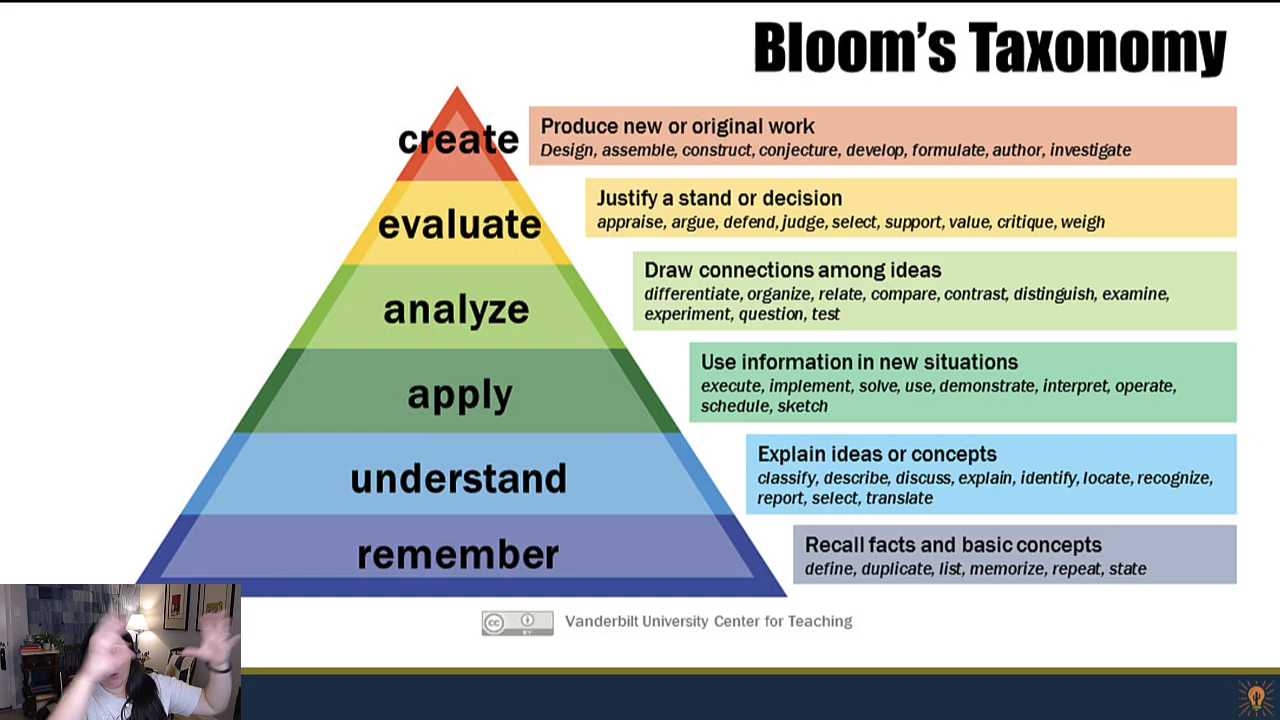 Bloom's Taxonomy
create
Produce new or original work
Design, assemble, construct, conjecture, develop, formulate, author, investigate
evaluate
Justify a stand or decision
appraise, argue, defend, judge, select, support, value, critique, weigh
analyze
Draw connections among ideas
differentiate, organize, relate, compare, contrast, distinguish, examine,
experiment, question, test
apply
Use information in new situations
execute, implement, solve, use, demonstrate, interpret, operate,
schedule, sketch
understand
Explain ideas or concepts
classify, describe, discuss, explain, identify, locate, recognize,
report, select, translate
remember
Recall facts and basic concepts
define, duplicate, list, memorize, repeat, state
cc BY
Vanderbilt University Center for Teaching